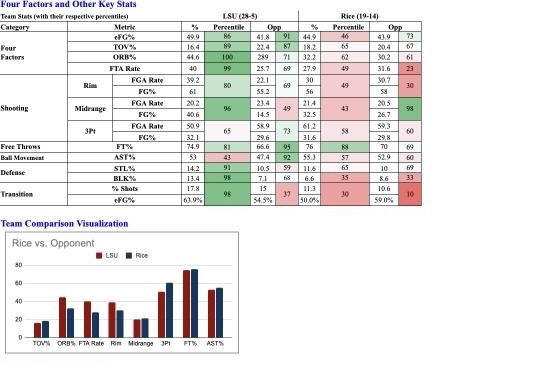 Four Factors and Other Key Stats
Team Stats (with their respective percentiles) LSU (28-5) Rice (19-14)
Category Metric % Percentile Opp % Percentile Opp
Four Factors eFG% 49.9 86 41.8 91 44.9 46 43.9 73
TOV% 16.4 89 22.4 87 18.2 65 20.4 67
ORB% 44.6 100 289 71 32.2 62 30.2 61
FTA Rate 40 99 25.7 69 27.9 49 31.6 23
Shooting Rim FGA Rate 39.2 80 22.1 69 30 49 30.7 30
FG% 61 55.2 56 58
Midrange FGA Rate 20.2 96 23.4 49 21.4 43 20.5 98
FG% 40.6 14.5 32.5 26.7
3Pt FGA Rate 50.9 65 58.9 73 61.2 58 59.3 60
FG% 32.1 29.6 31.6 29.8
Free Throws FT% 74.9 81 66.6 95 76 88 70 69
Ball Movement AST% 53 43 47.4 92 55.3 57 52.9 60
Defense STL% 14.2 91 10.5 59 11.6 65 10 69
BLK% 13.4 98 7.1 68 6.6 35 8.6 33
Transition % Shots 17.8 98 15 37 11.3 30 10.6 10
eFG% 63.9% 54.5% 50.0% 59.0%
Team Comparison Visualization
Rice vs. Opponent
LSU Rice
80
60
40
20
0
TOV% ORB% FTA Rate Rim Midrange 3Pt FT% AST%